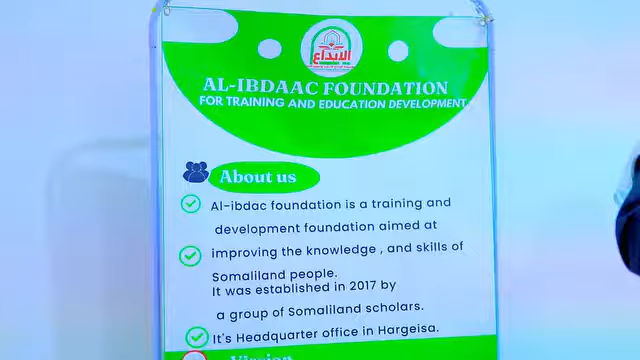 الإبداع
AL-IBDAAC FOUNDATION
FOR TRAINING AND EDUCATION DEVELOPMENT
About us
Al-ibdac foundation is a training and
development foundation aimed at
improving the knowledge , and skills of
Somaliland people.
It was established in 2017 by
a group of Somaliland scholars.
It's Headquarter office in Hargeisa.